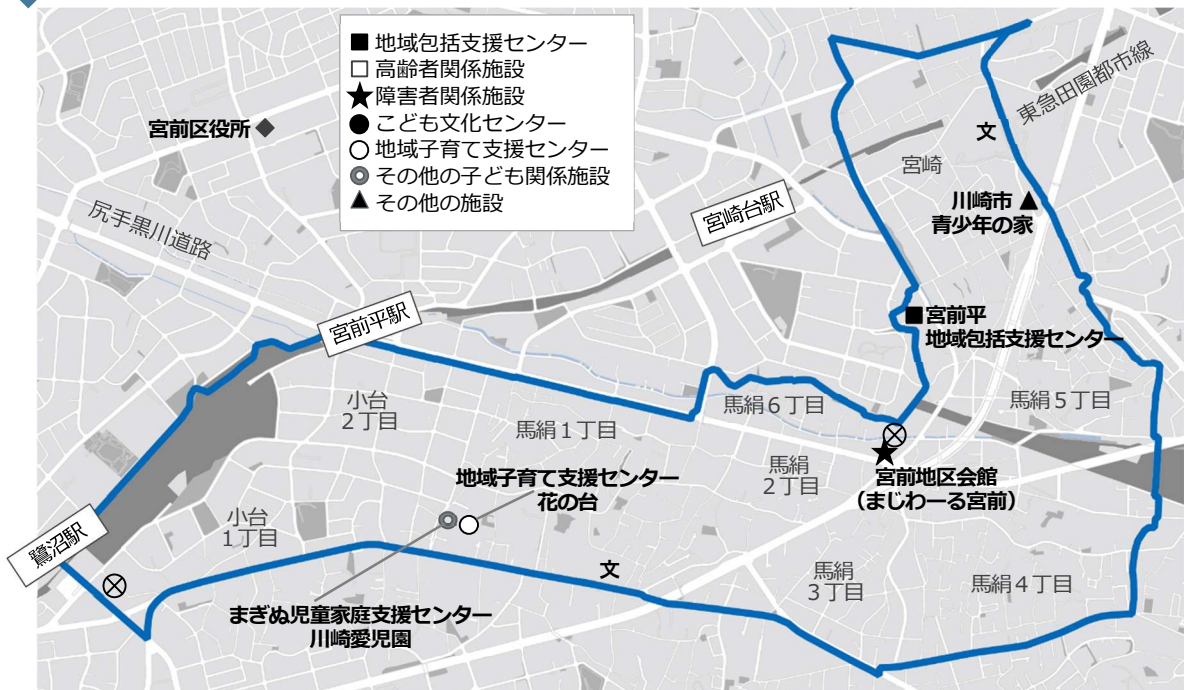 ■ 地域包括支援センター
□ 高齢者関係施設
★ 障害者関係施設
● こども文化センター
○ 地域子育て支援センター
◎ その他の子ども関係施設
▲ その他の施設
宮前区役所
尻手黒川道路
東急田園都市線
文
宮崎
川崎市
青少年の家
宮崎台駅
宮前平駅
宮前平
地域包括支援センター
小台
2丁目
馬絹1丁目
馬絹6丁目
馬絹5丁目
馬絹
2丁目
宮前地区会館
(まじわーる宮前)
地域子育て支援センター
花の台
小台
1丁目
鷺沼駅
文
馬絹
3丁目
馬絹4丁目
まぎぬ児童家庭支援センター
川崎愛児園